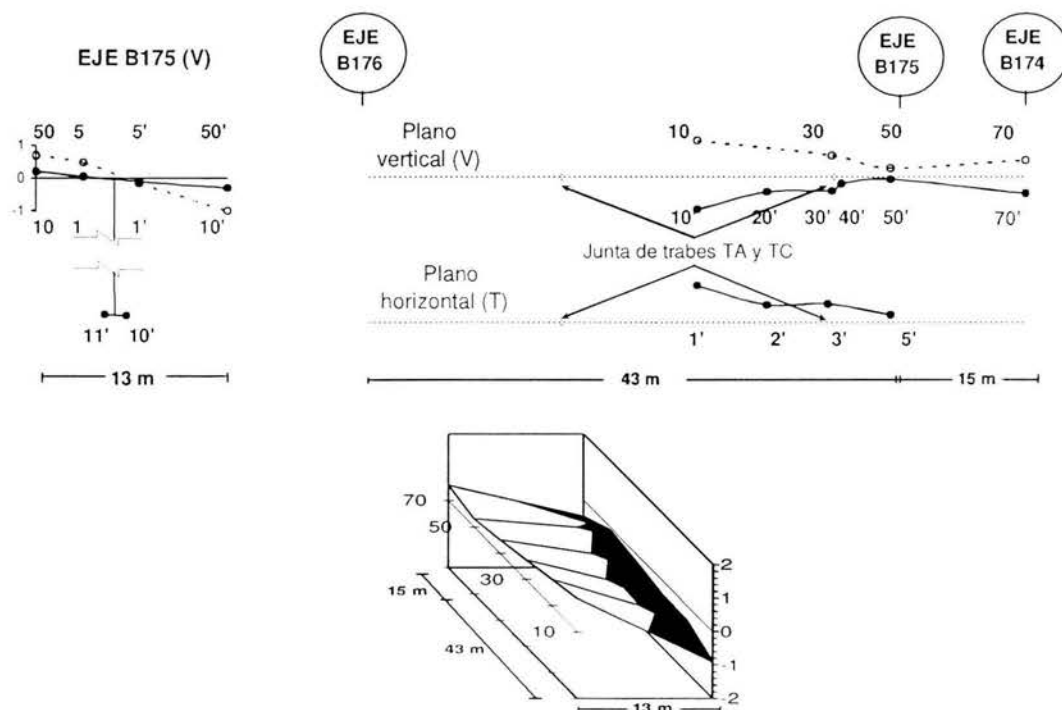 EJE B175 (V)
50 5 5' 50'
1
0
-1
10 1 1' 10'
11' 10'
13 m
EJE
B176
EJE
B175
EJE
B174
Plano
vertical (V)
10 30 50 70
10' 20' 30' 40' 50' 70'
Junta de trabes TA y TC
Plano
horizontal (T)
1' 2' 3' 5'
43 m 15 m
70
50
30
10
15 m
43 m
13 m
2
1
0
-1
-2